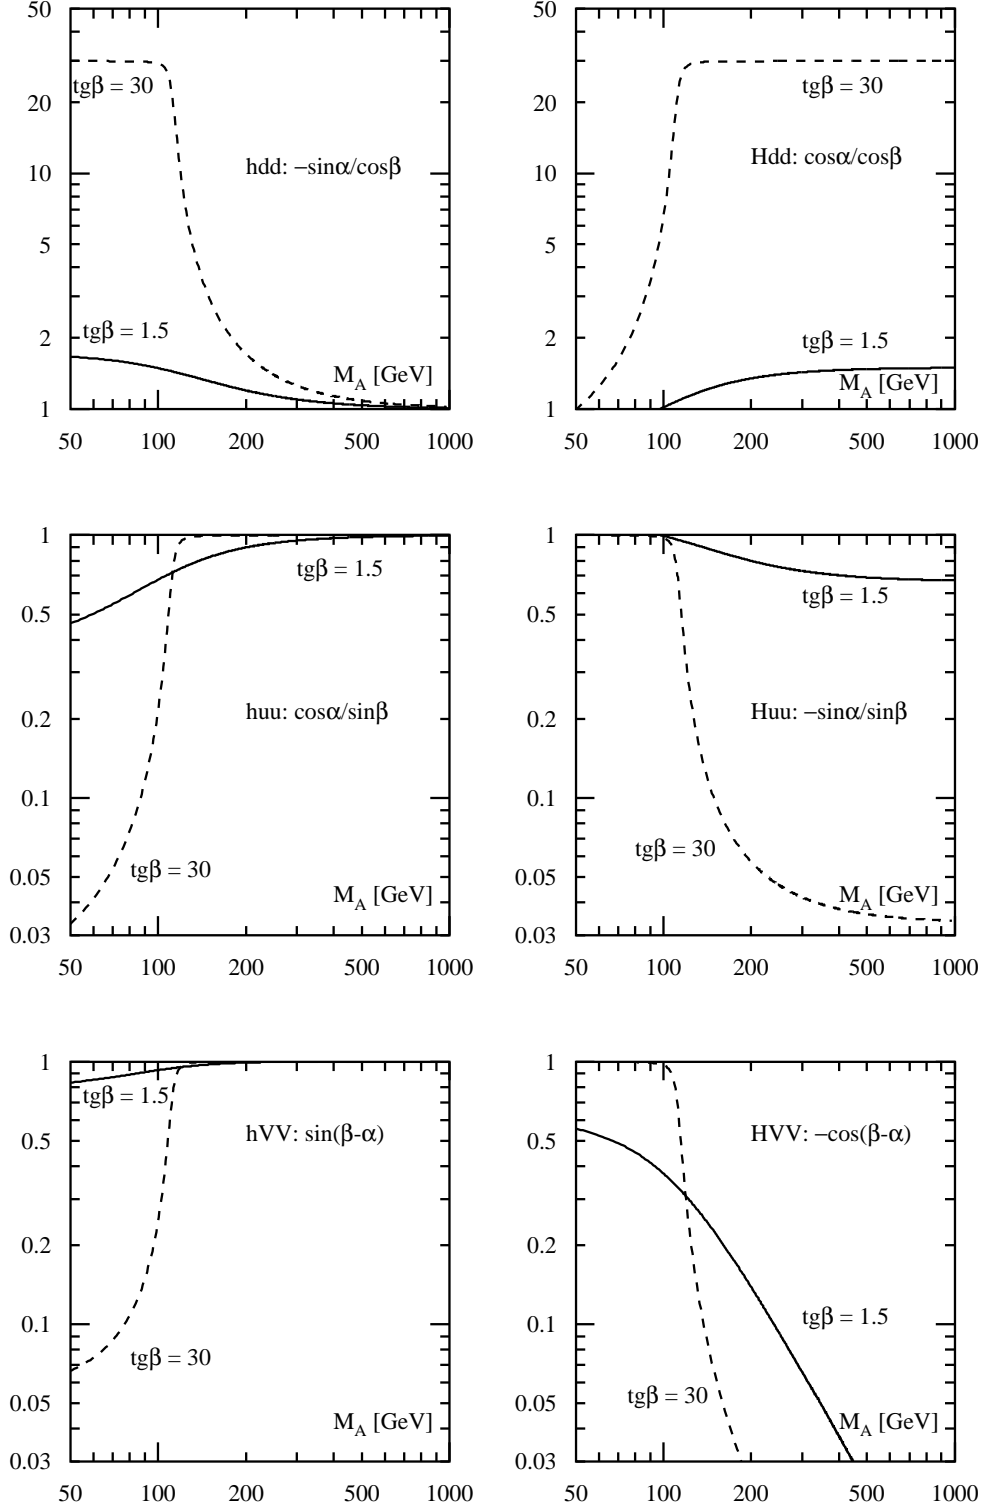 50
20
10
5
2
1
tgβ = 30
hdd: −sinα/cosβ
tgβ = 1.5
M_A [GeV]
50 100 200 500 1000
50
20
10
5
2
1
tgβ = 30
Hdd: cosα/cosβ
tgβ = 1.5
M_A [GeV]
50 100 200 500 1000
1
0.5
0.2
0.1
0.05
0.03
tgβ = 1.5
huu: cosα/sinβ
tgβ = 30
M_A [GeV]
50 100 200 500 1000
1
0.5
0.2
0.1
0.05
0.03
tgβ = 1.5
Huu: −sinα/sinβ
tgβ = 30
M_A [GeV]
50 100 200 500 1000
1
0.5
0.2
0.1
0.05
0.03
tgβ = 1.5
hVV: sin(β-α)
tgβ = 30
M_A [GeV]
50 100 200 500 1000
1
0.5
0.2
0.1
0.05
0.03
HVV: −cos(β-α)
tgβ = 1.5
tgβ = 30
M_A [GeV]
50 100 200 500 1000